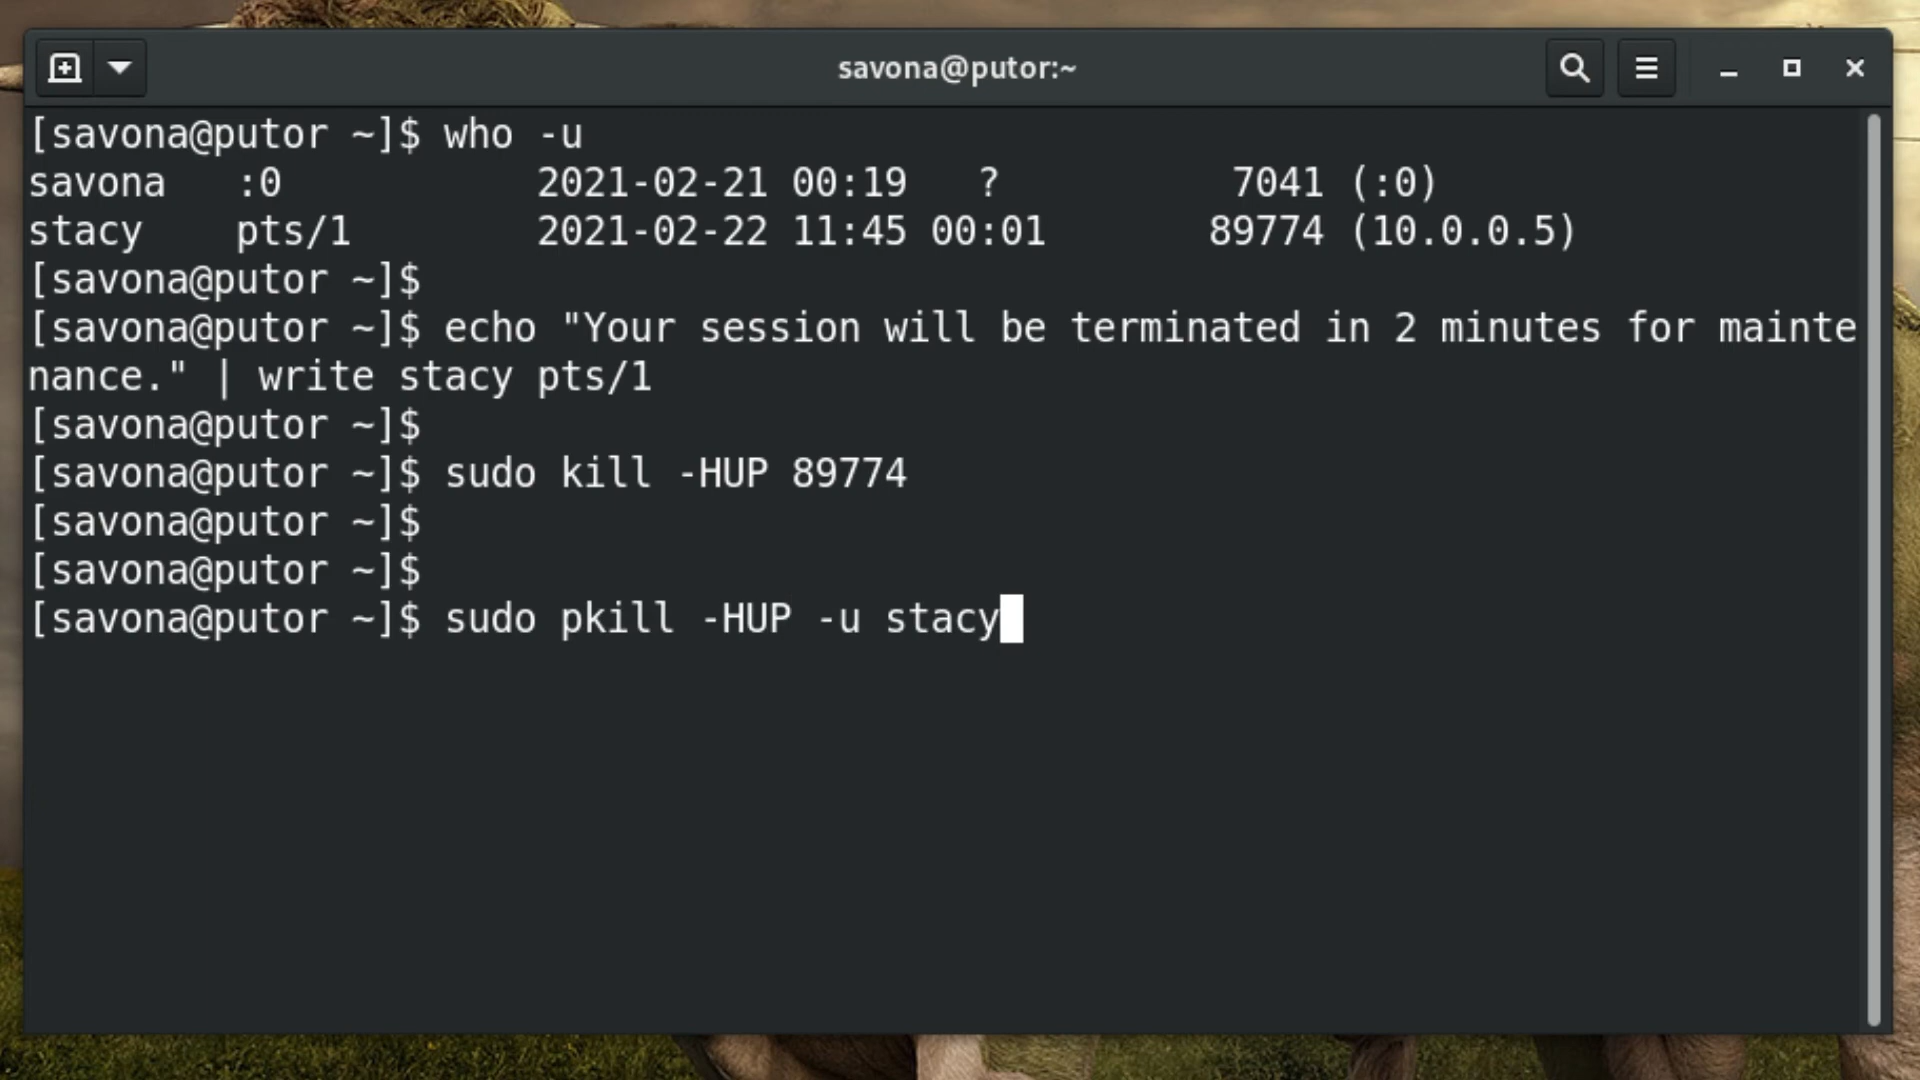 savona@putor:~
[savona@putor ~]$ who -u
savona   :0           2021-02-21 00:19   ?          7041 (:0)
stacy    pts/1        2021-02-22 11:45 00:01       89774 (10.0.0.5)
[savona@putor ~]$
[savona@putor ~]$ echo "Your session will be terminated in 2 minutes for mainte
nance." | write stacy pts/1
[savona@putor ~]$
[savona@putor ~]$ sudo kill -HUP 89774
[savona@putor ~]$
[savona@putor ~]$
[savona@putor ~]$ sudo pkill -HUP -u stacy